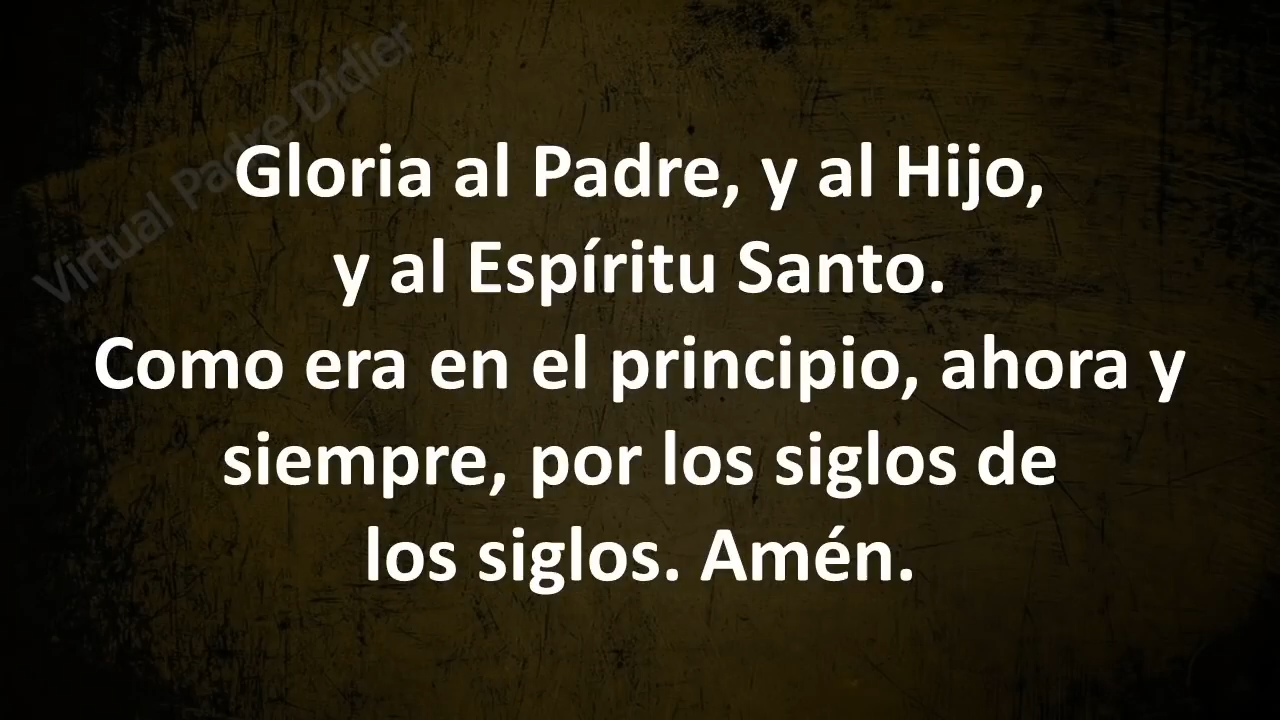 Virtual Padre Didier
Gloria al Padre, y al Hijo,
y al Espíritu Santo.
Como era en el principio, ahora y
siempre, por los siglos de
los siglos. Amén.